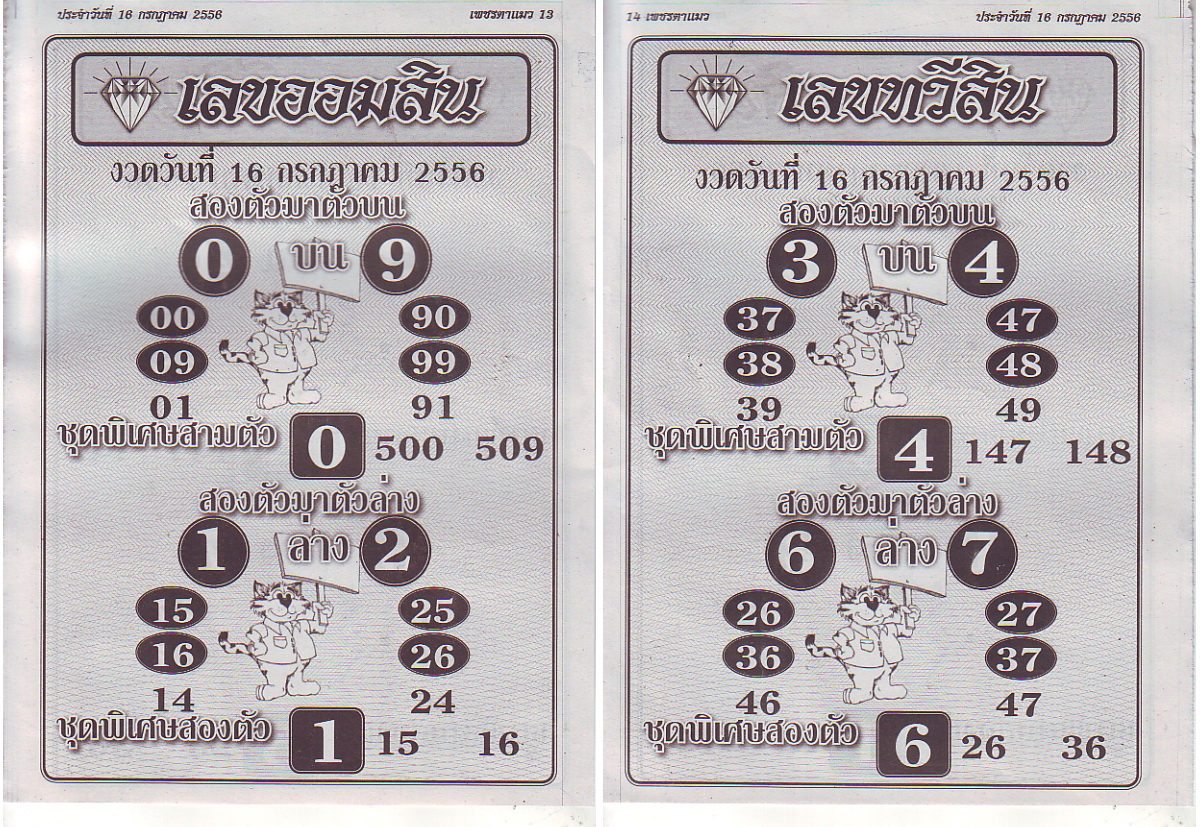 ประจำวันที่ 16 กรกฎาคม 2556 เพชรตาแมว 13
เลขออมสิน
งวดวันที่ 16 กรกฎาคม 2556
สองตัวมาตัวบน
0 บน 9
00 90
09 99
01 91
ชุดพิเศษสามตัว 0 500 509
สองตัวมาตัวล่าง
1 ล่าง 2
15 25
16 26
14 24
ชุดพิเศษสองตัว 1 15 16
14 เพชรตาแมว ประจำวันที่ 16 กรกฎาคม 2556
เลขทวีสิน
งวดวันที่ 16 กรกฎาคม 2556
สองตัวมาตัวบน
3 บน 4
37 47
38 48
39 49
ชุดพิเศษสามตัว 4 147 148
สองตัวมาตัวล่าง
6 ล่าง 7
26 27
36 37
46 47
ชุดพิเศษสองตัว 6 26 36